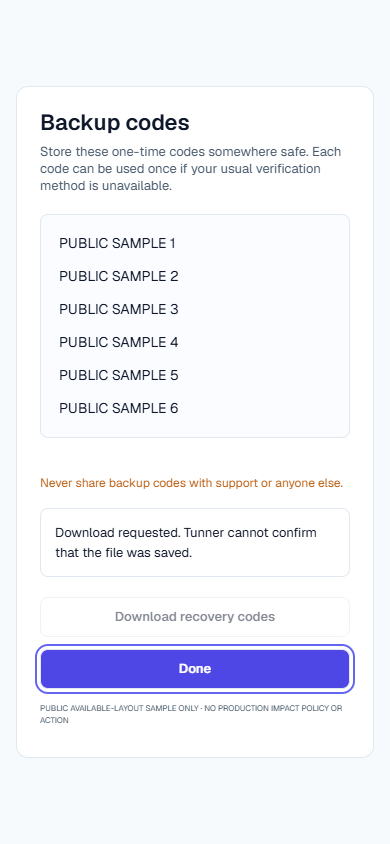 Backup codes
Store these one-time codes somewhere safe. Each
code can be used once if your usual verification
method is unavailable.
PUBLIC SAMPLE 1
PUBLIC SAMPLE 2
PUBLIC SAMPLE 3
PUBLIC SAMPLE 4
PUBLIC SAMPLE 5
PUBLIC SAMPLE 6
Never share backup codes with support or anyone else.
Download requested. Tunner cannot confirm
that the file was saved.
Download recovery codes
Done
PUBLIC AVAILABLE-LAYOUT SAMPLE ONLY · NO PRODUCTION IMPACT POLICY OR
ACTION